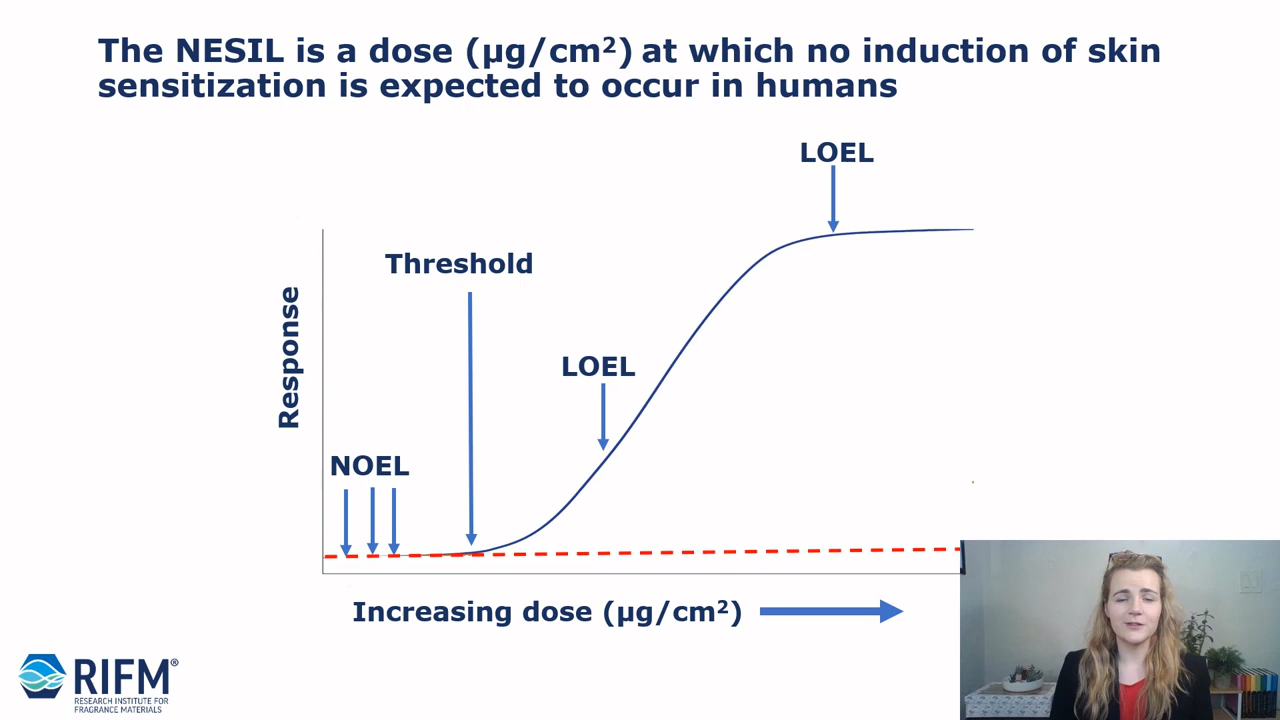 The NESIL is a dose (µg/cm²) at which no induction of skin
sensitization is expected to occur in humans
LOEL
Threshold
LOEL
NOEL
Response
Increasing dose (µg/cm²)
RIFM®
RESEARCH INSTITUTE FOR
FRAGRANCE MATERIALS